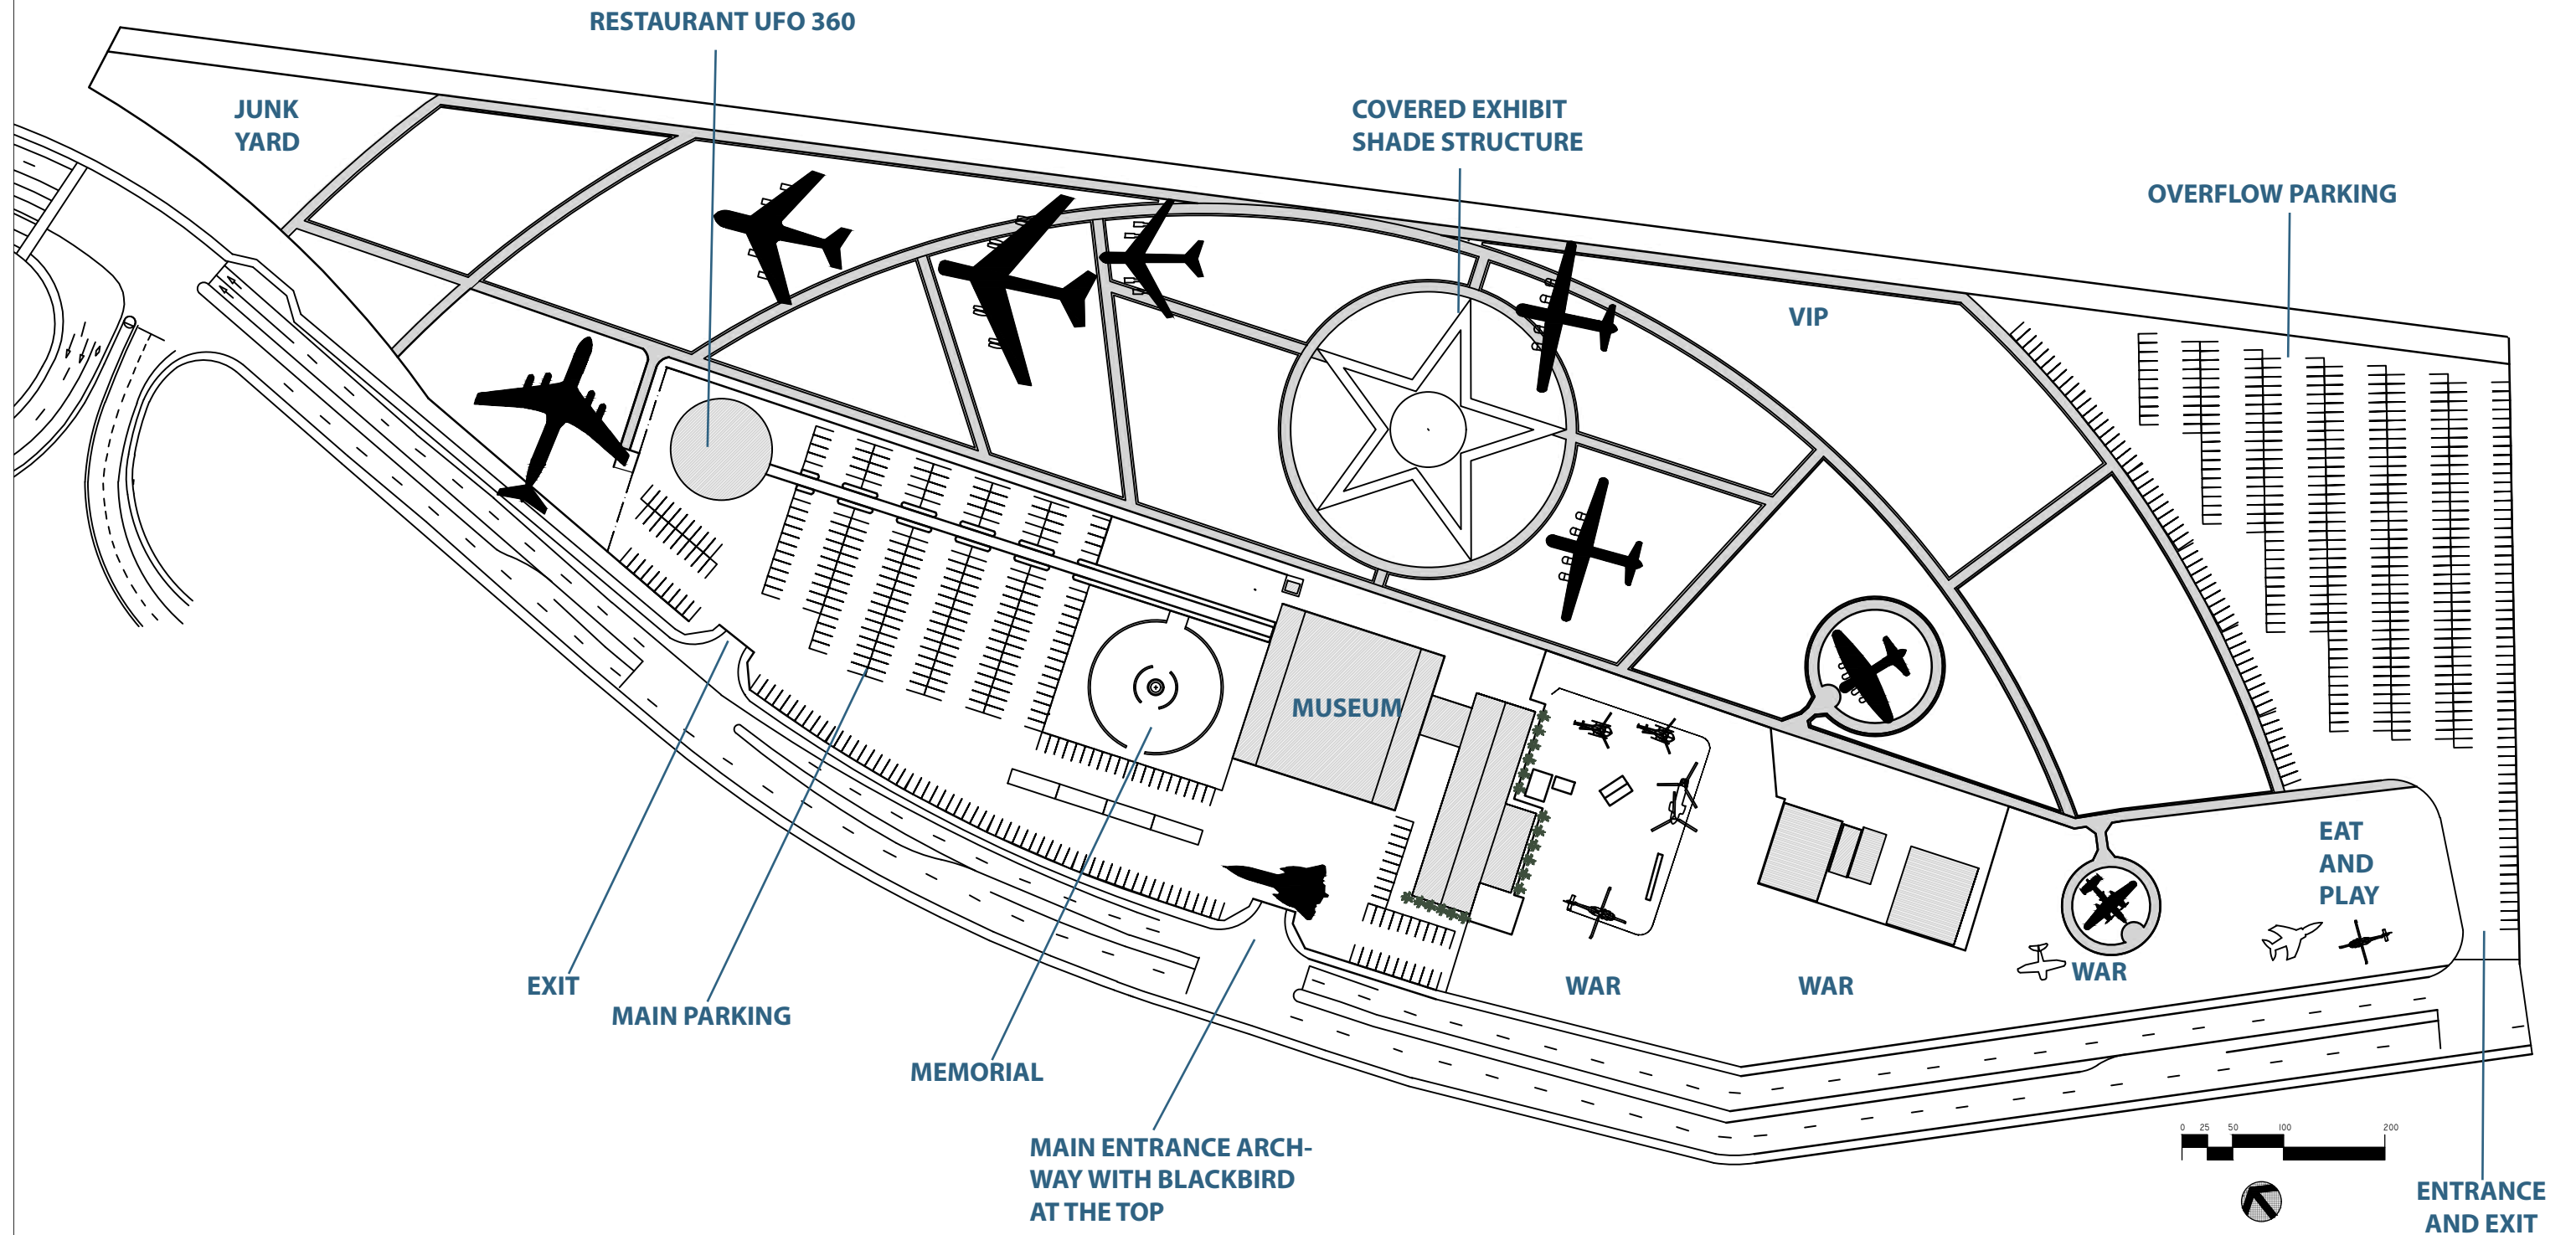 RESTAURANT UFO 360
JUNK
YARD
COVERED EXHIBIT
SHADE STRUCTURE
OVERFLOW PARKING
VIP
MUSEUM
EAT
AND
PLAY
EXIT
MAIN PARKING
WAR
WAR
WAR
MEMORIAL
MAIN ENTRANCE ARCH-
WAY WITH BLACKBIRD
AT THE TOP
0 25 50 100 200
ENTRANCE
AND EXIT